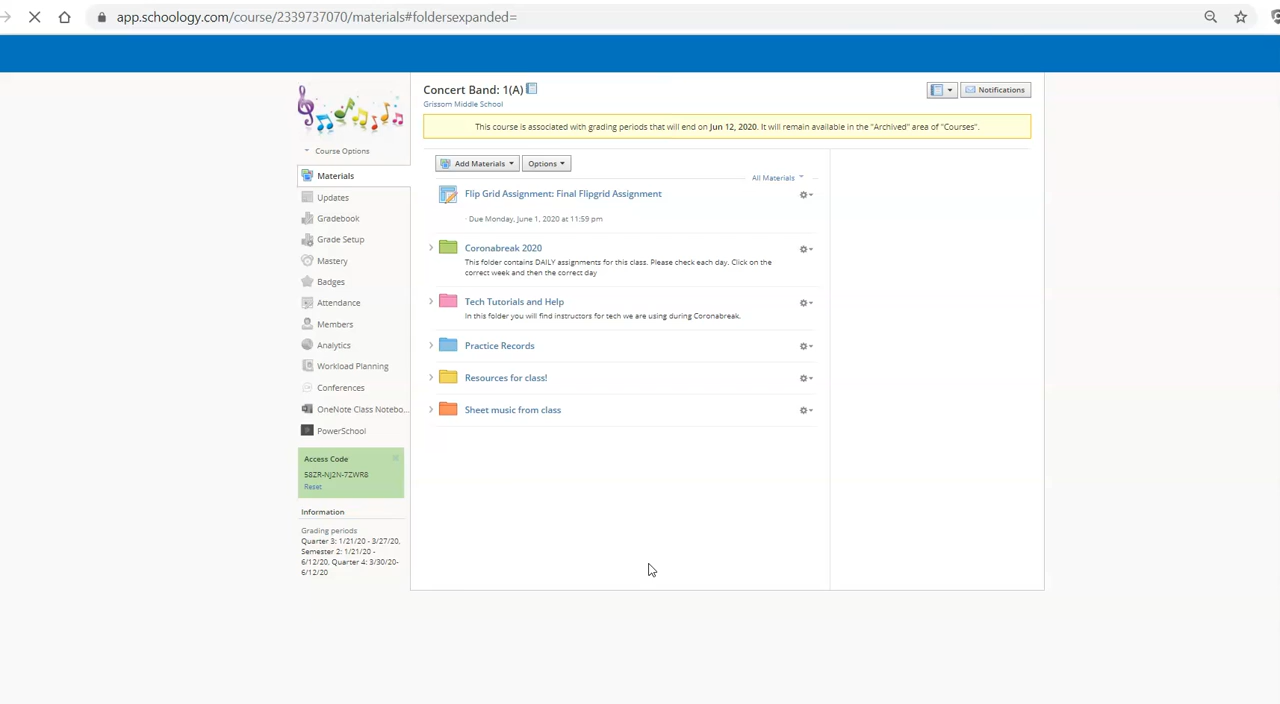 app.schoology.com/course/2339737070/materials#foldersexpanded=
Concert Band: 1(A)
Grissom Middle School
Notifications
This course is associated with grading periods that will end on Jun 12, 2020. It will remain available in the "Archived" area of "Courses".
Course Options
Materials
Updates
Gradebook
Grade Setup
Mastery
Badges
Attendance
Members
Analytics
Workload Planning
Conferences
OneNote Class Notebo...
PowerSchool
Access Code
58ZR-NJ2N-7ZWR8
Reset
Information
Grading periods
Quarter 3: 1/21/20 - 3/27/20,
Semester 2: 1/21/20 -
6/12/20, Quarter 4: 3/30/20-
6/12/20
Add Materials
Options
All Materials
Flip Grid Assignment: Final Flipgrid Assignment
· Due Monday, June 1, 2020 at 11:59 pm
Coronabreak 2020
This folder contains DAILY assignments for this class. Please check each day. Click on the
correct week and then the correct day
Tech Tutorials and Help
In this folder you will find instructors for tech we are using during Coronabreak.
Practice Records
Resources for class!
Sheet music from class